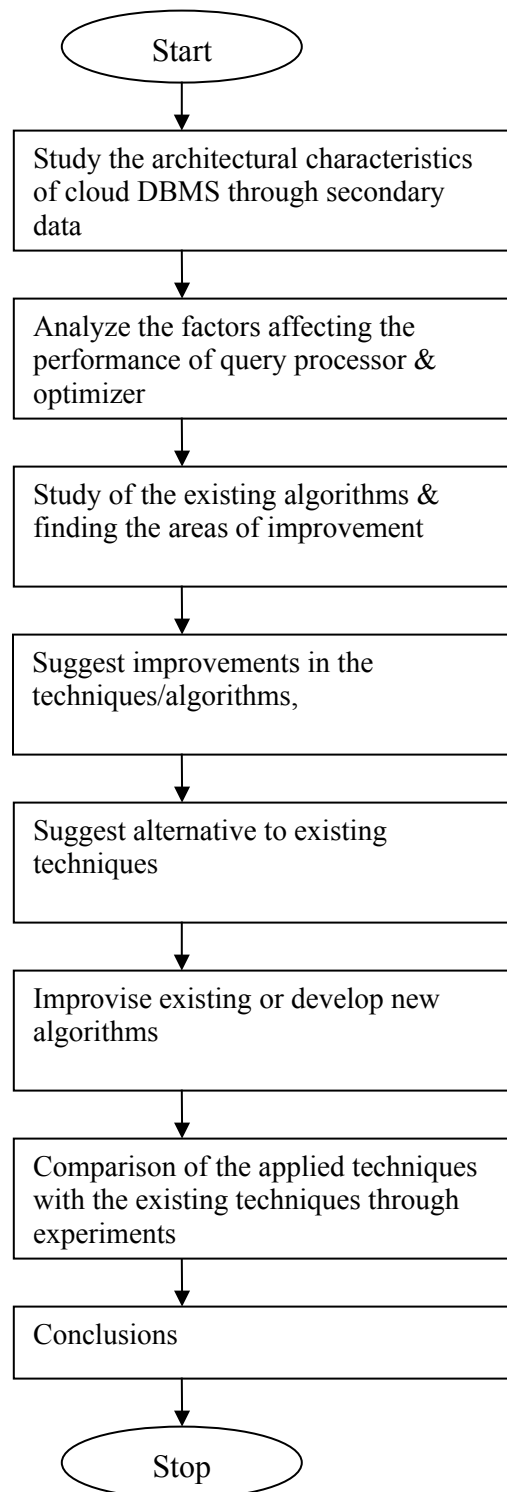 Start
Study the architectural characteristics
of cloud DBMS through secondary
data
Analyze the factors affecting the
performance of query processor &
optimizer
Study of the existing algorithms &
finding the areas of improvement
Suggest improvements in the
techniques/algorithms,
Suggest alternative to existing
techniques
Improvise existing or develop new
algorithms
Comparison of the applied techniques
with the existing techniques through
experiments
Conclusions
Stop